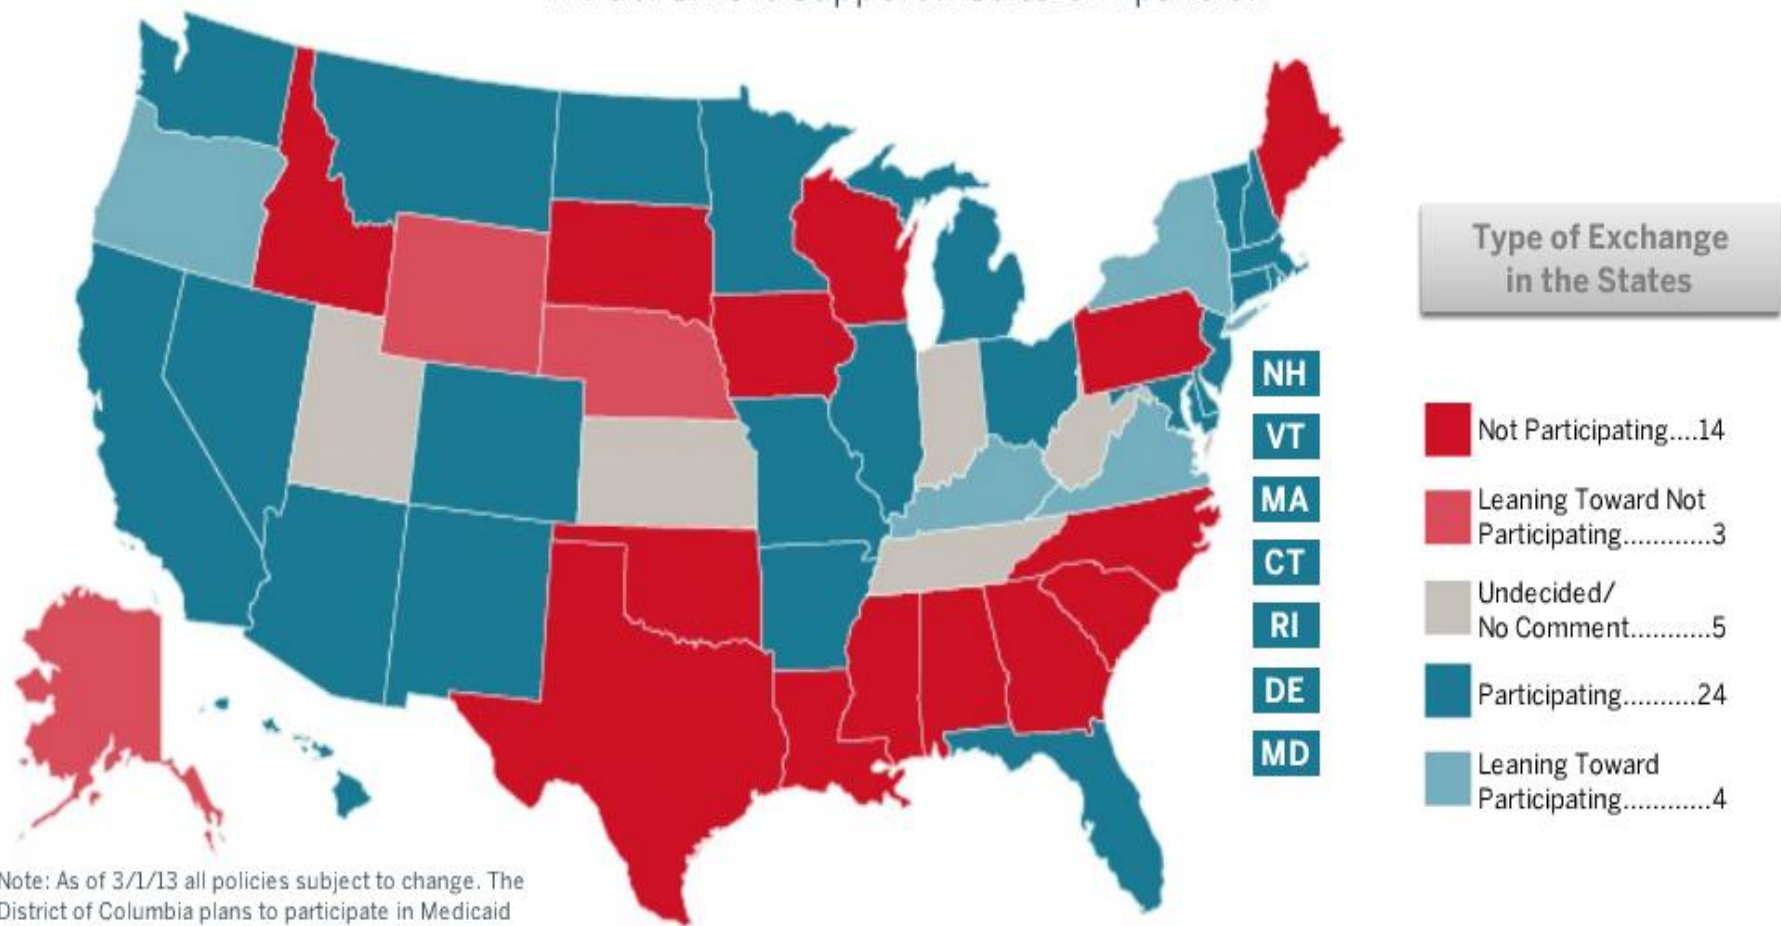 Type of Exchange
in the States
NH
VT
MA
CT
RI
DE
MD
Not Participating....14
Leaning Toward Not
Participating............3
Undecided/
No Comment...........5
Participating..........24
Leaning Toward
Participating............4
Note: As of 3/1/13 all policies subject to change. The
District of Columbia plans to participate in Medicaid